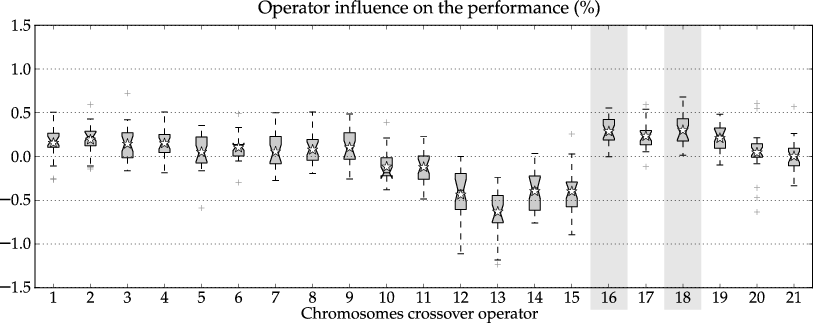 Operator influence on the performance (%)
1.5
1.0
0.5
0.0
−0.5
−1.0
−1.5
1 2 3 4 5 6 7 8 9 10 11 12 13 14 15 16 17 18 19 20 21
Chromosomes crossover operator